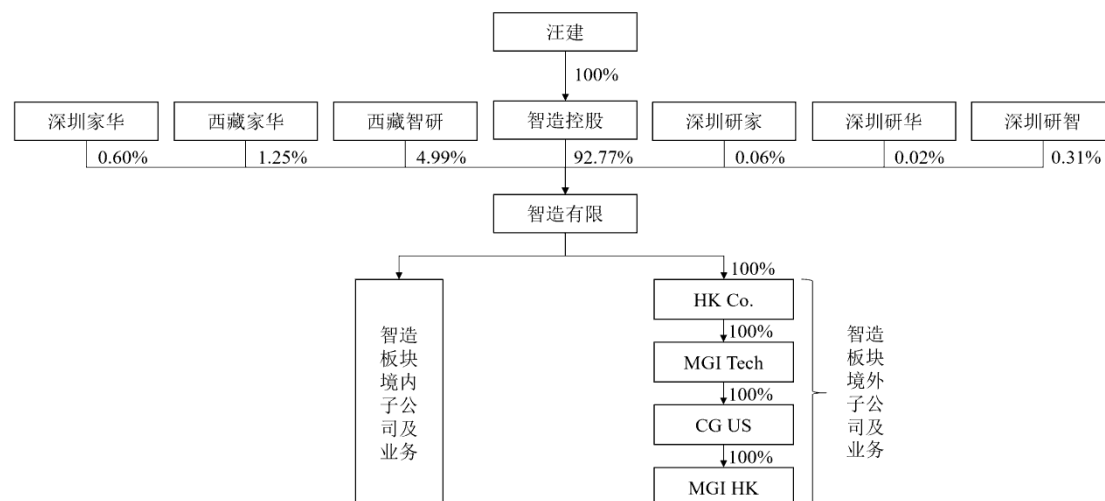 汪建
100%
深圳家华
西藏家华
西藏智研
智造控股
深圳研家
深圳研华
深圳研智
0.60%
1.25%
4.99%
92.77%
0.06%
0.02%
0.31%
智造有限
100%
智造
板块
境内
子公
司及
业务
HK Co.
100%
MGI Tech
100%
CG US
100%
MGI HK
智造
板块
境外
子公
司及
业务